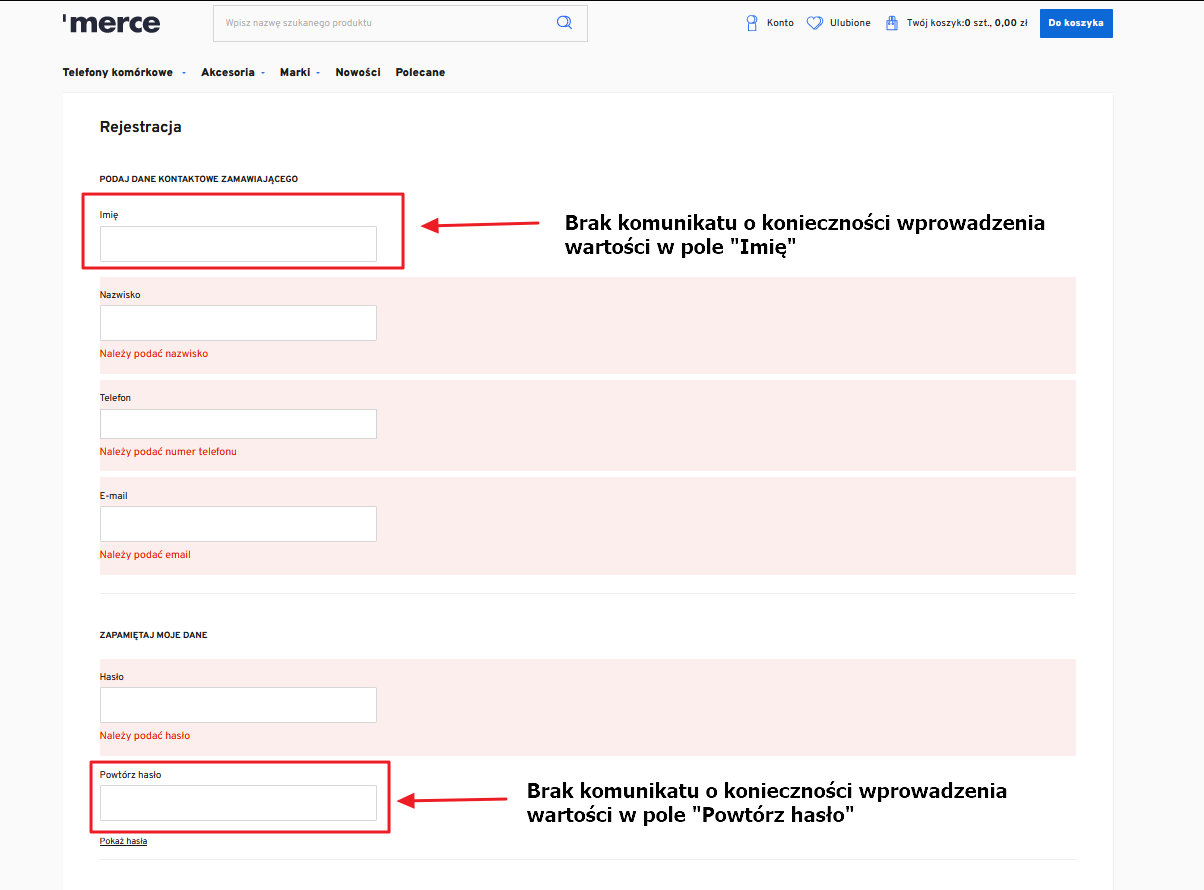 'merce
Wpisz nazwę szukanego produktu
Konto
Ulubione
Twój koszyk:0 szt., 0,00 zł
Do koszyka
Telefony komórkowe - Akcesoria - Marki - Nowości Polecane
Rejestracja
PODAJ DANE KONTAKTOWE ZAMAWIAJĄCEGO
Imię
Brak komunikatu o konieczności wprowadzenia
wartości w pole "Imię"
Nazwisko
Należy podać nazwisko
Telefon
Należy podać numer telefonu
E-mail
Należy podać email
ZAPAMIĘTAJ MOJE DANE
Hasło
Należy podać hasło
Powtórz hasło
Brak komunikatu o konieczności wprowadzenia
wartości w pole "Powtórz hasło"
Pokaż hasła